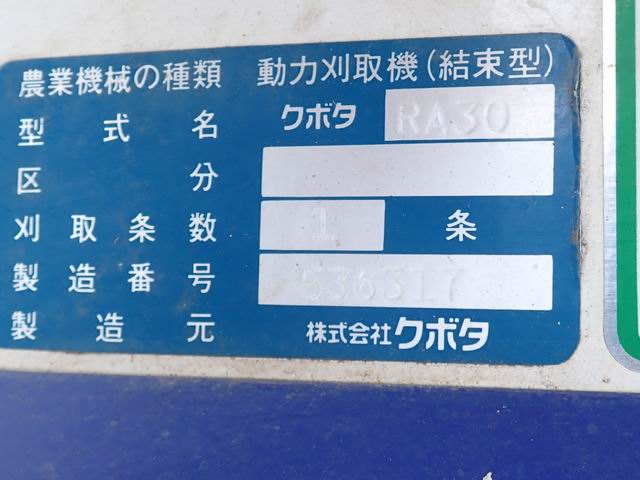 農業機械の種類 動力刈取機(結束型)
型式名 クボタ RA30
区分
刈取条数 1 条
製造番号 536317
製造元 株式会社クボタ